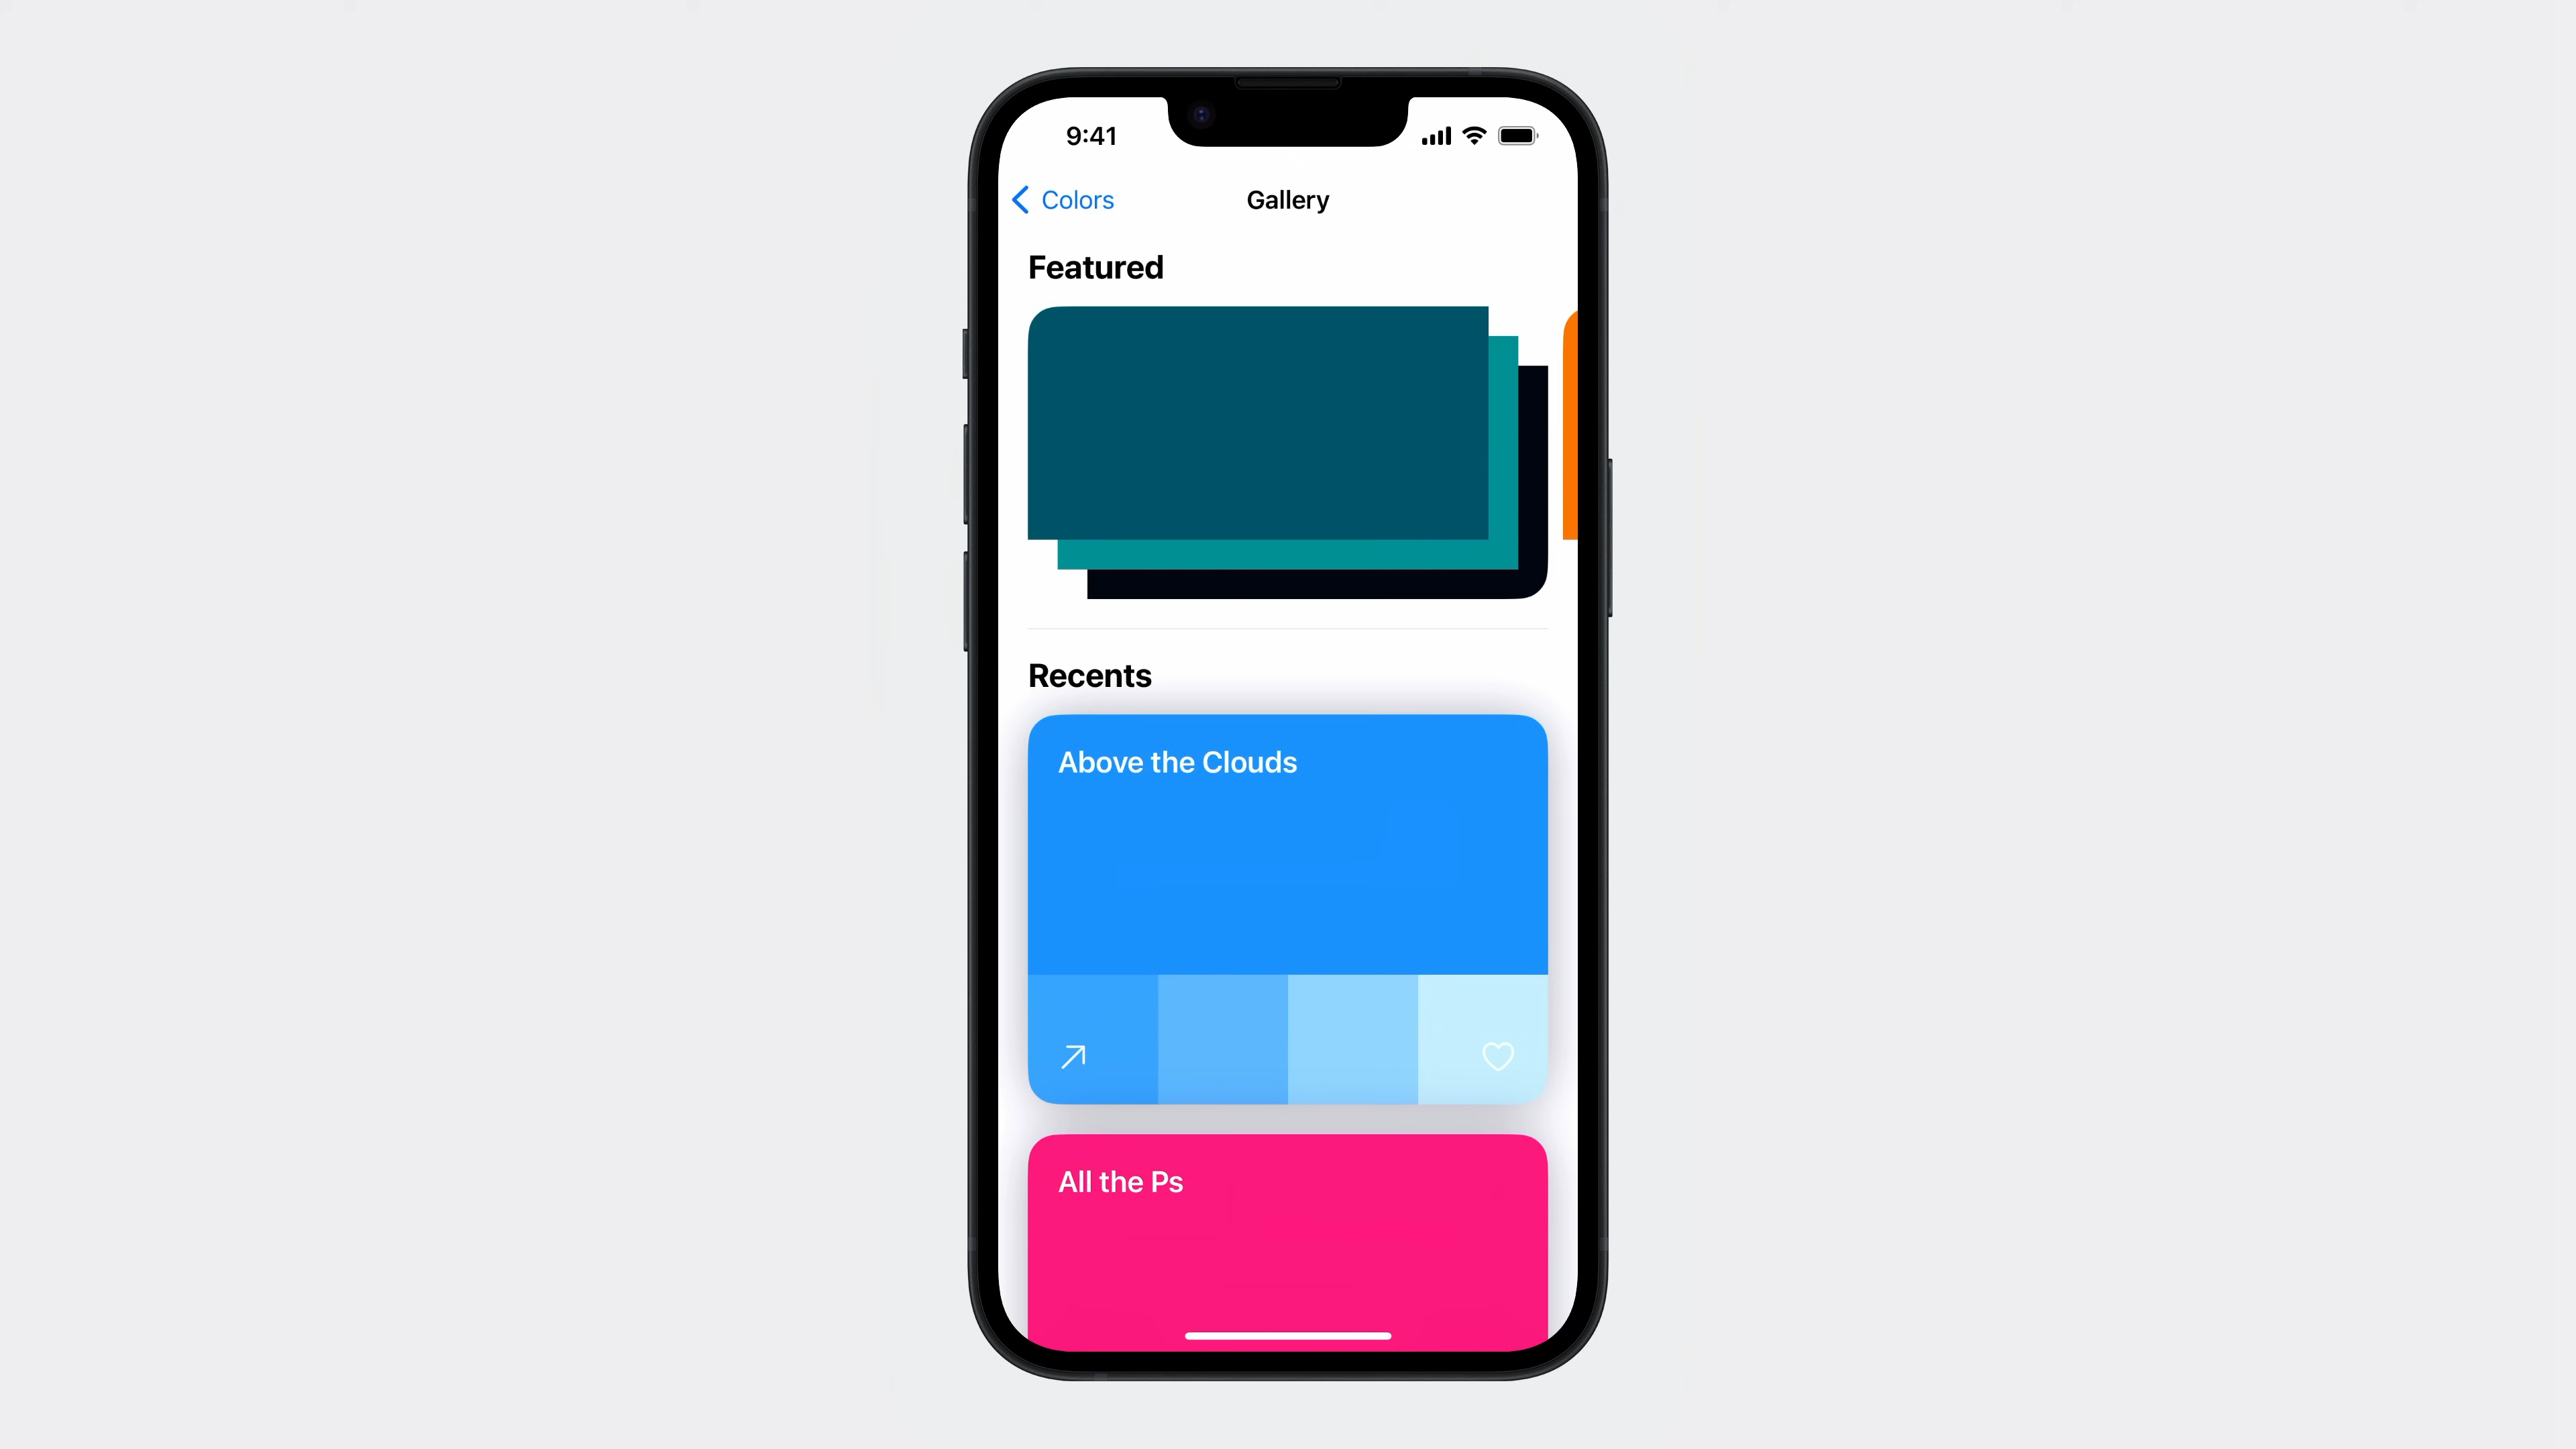 9:41
Colors
Gallery
Featured
Recents
Above the Clouds
All the Ps